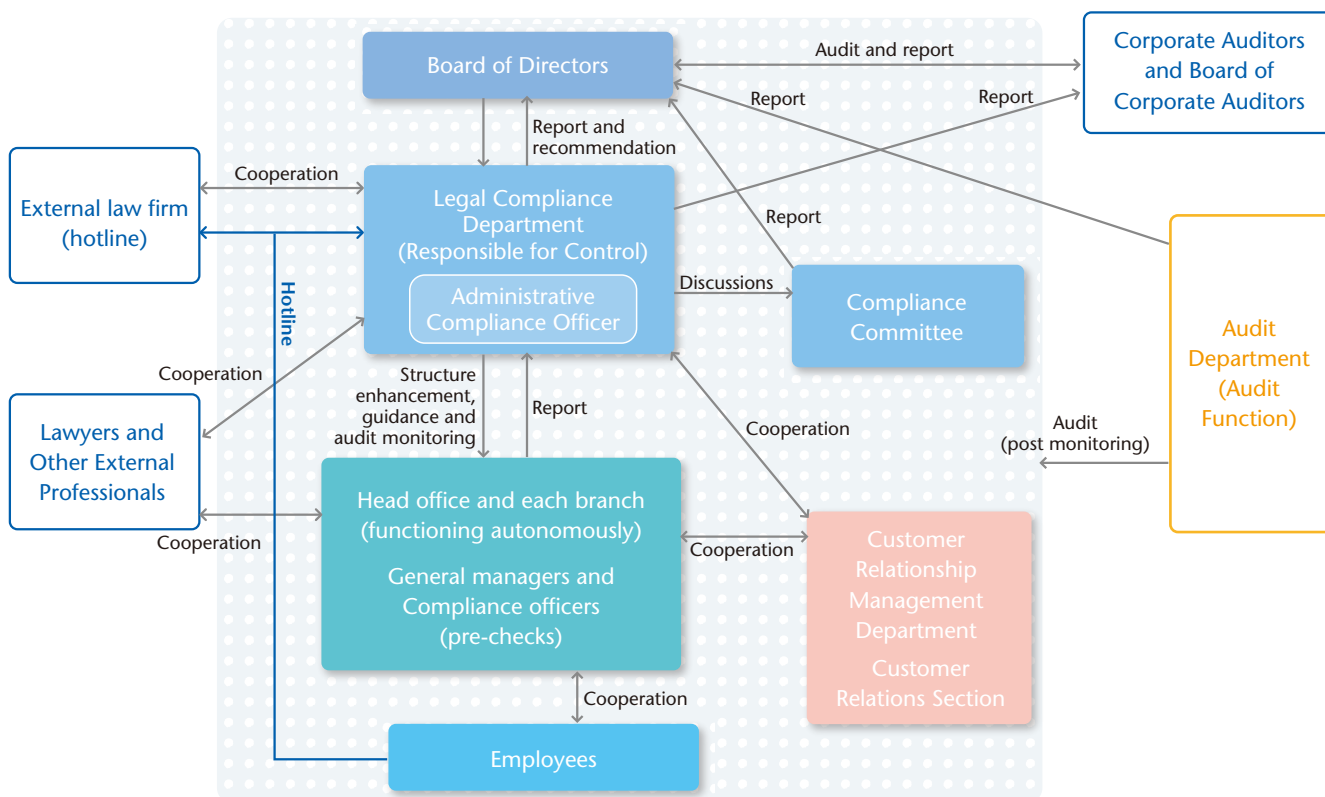 Board of Directors
Audit and report
Corporate Auditors
and Board of
Corporate Auditors
Report
Report
Report and
recommendation
Cooperation
External law firm
(hotline)
Legal Compliance
Department
(Responsible for Control)
Administrative
Compliance Officer
Report
Discussions
Compliance
Committee
Hotline
Audit
Department
(Audit
Function)
Cooperation
Structure
enhancement,
guidance and
audit monitoring
Report
Cooperation
Audit
(post monitoring)
Lawyers and
Other External
Professionals
Cooperation
Head office and each branch
(functioning autonomously)
General managers and
Compliance officers
(pre-checks)
Cooperation
Customer
Relationship
Management
Department
Customer
Relations Section
Cooperation
Employees